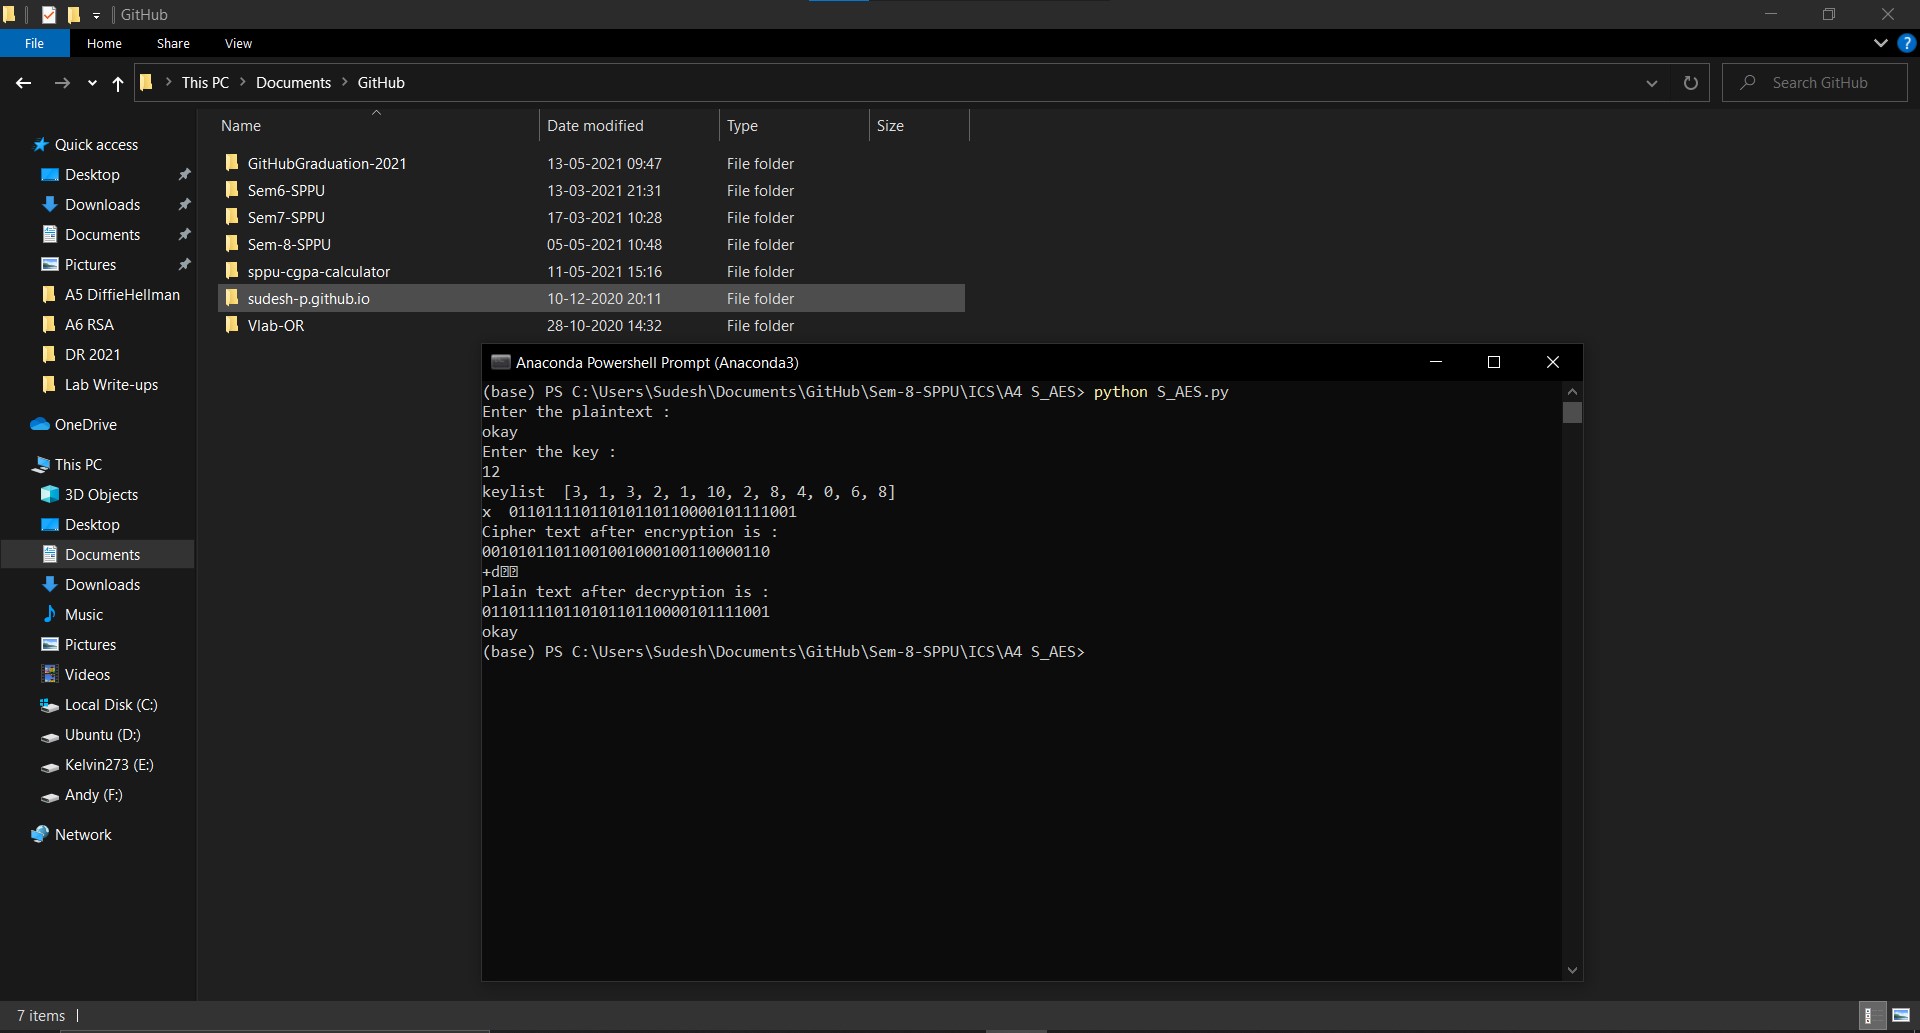 GitHub
File Home Share View
This PC > Documents > GitHub
Search GitHub
Name Date modified Type Size
GitHubGraduation-2021 13-05-2021 09:47 File folder
Sem6-SPPU 13-03-2021 21:31 File folder
Sem7-SPPU 17-03-2021 10:28 File folder
Sem-8-SPPU 05-05-2021 10:48 File folder
sppu-cgpa-calculator 11-05-2021 15:16 File folder
sudesh-p.github.io 10-12-2020 20:11 File folder
Vlab-OR 28-10-2020 14:32 File folder
Quick access
Desktop
Downloads
Documents
Pictures
A5 DiffieHellman
A6 RSA
DR 2021
Lab Write-ups
OneDrive
This PC
3D Objects
Desktop
Documents
Downloads
Music
Pictures
Videos
Local Disk (C:)
Ubuntu (D:)
Kelvin273 (E:)
Andy (F:)
Network
Anaconda Powershell Prompt (Anaconda3)
(base) PS C:\Users\Sudesh\Documents\GitHub\Sem-8-SPPU\ICS\A4 S_AES> python S_AES.py
Enter the plaintext :
okay
Enter the key :
12
keylist [3, 1, 3, 2, 1, 10, 2, 8, 4, 0, 6, 8]
x 01101111011010110110000101111001
Cipher text after encryption is :
00101011011001001000100110000110
+d
Plain text after decryption is :
01101111011010110110000101111001
okay
(base) PS C:\Users\Sudesh\Documents\GitHub\Sem-8-SPPU\ICS\A4 S_AES>
7 items